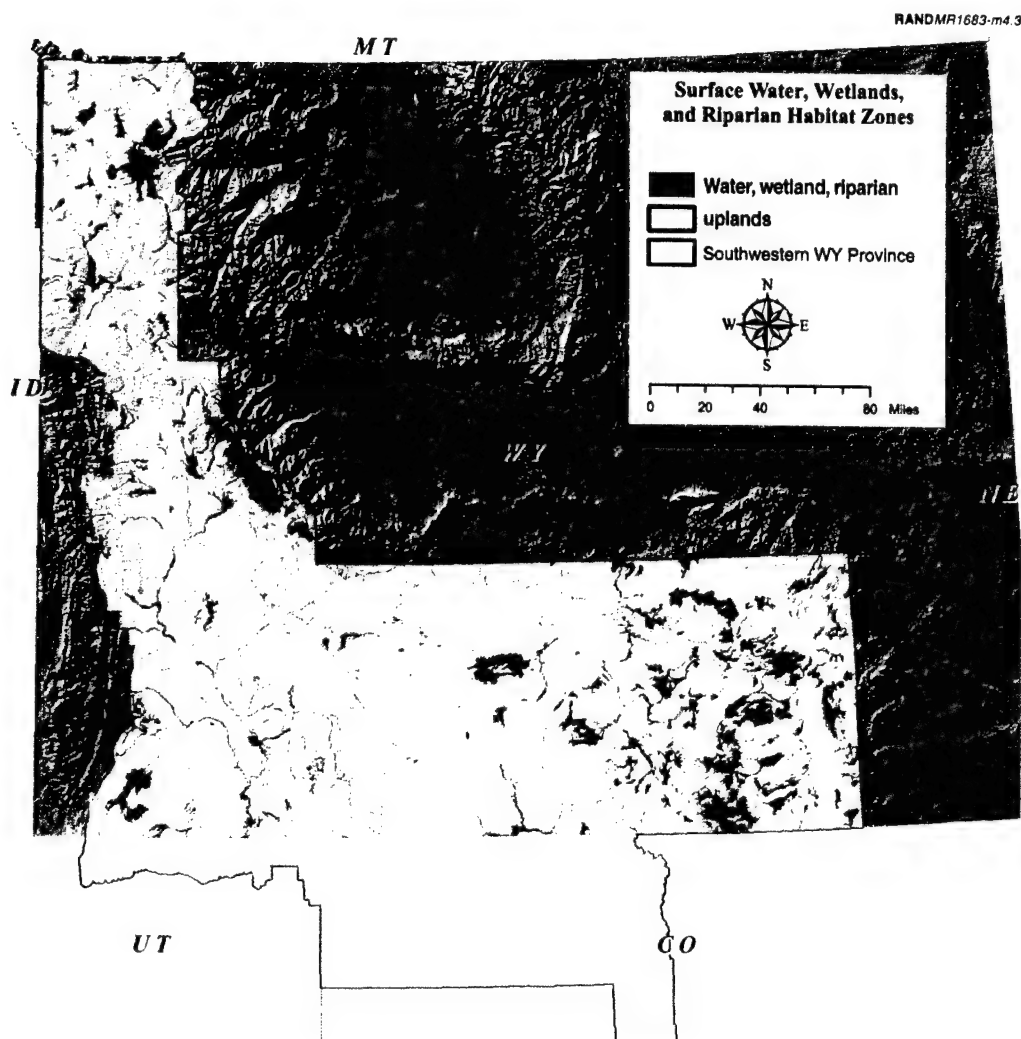 RANDMR1683-m4.3
MT
Surface Water, Wetlands,
and Riparian Habitat Zones
Water, wetland, riparian
uplands
Southwestern WY Province
N
W E
S
0 20 40 80 Miles
ID
WY
NE
UT
CO